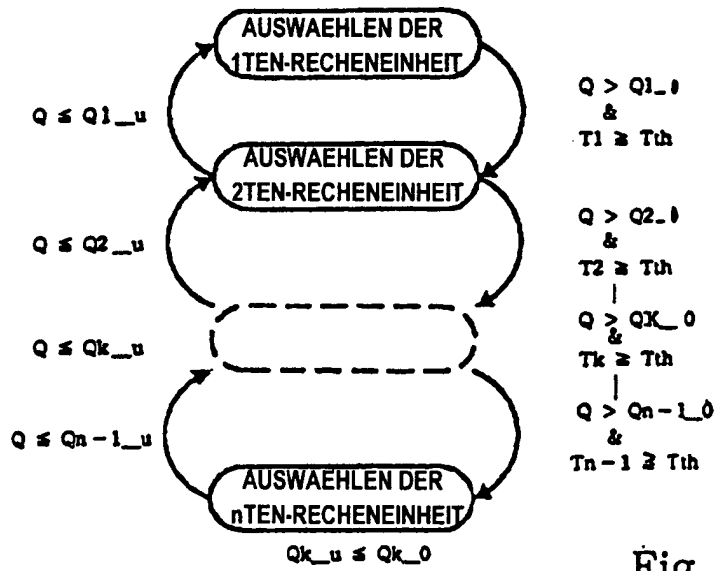 AUSWAEHLEN DER
1TEN-RECHENEINHEIT
Q ≤ Q1_u
Q > Q1_0
&
T1 ≥ Tth
AUSWAEHLEN DER
2TEN-RECHENEINHEIT
Q ≤ Q2_u
Q > Q2_0
&
T2 ≥ Tth
Q ≤ Qk_u
Q > QK_0
&
Tk ≥ Tth
Q ≤ Qn-1_u
Q > Qn-1_0
&
Tn-1 ≥ Tth
AUSWAEHLEN DER
nTEN-RECHENEINHEIT
Qk_u ≤ Qk_0
Fig